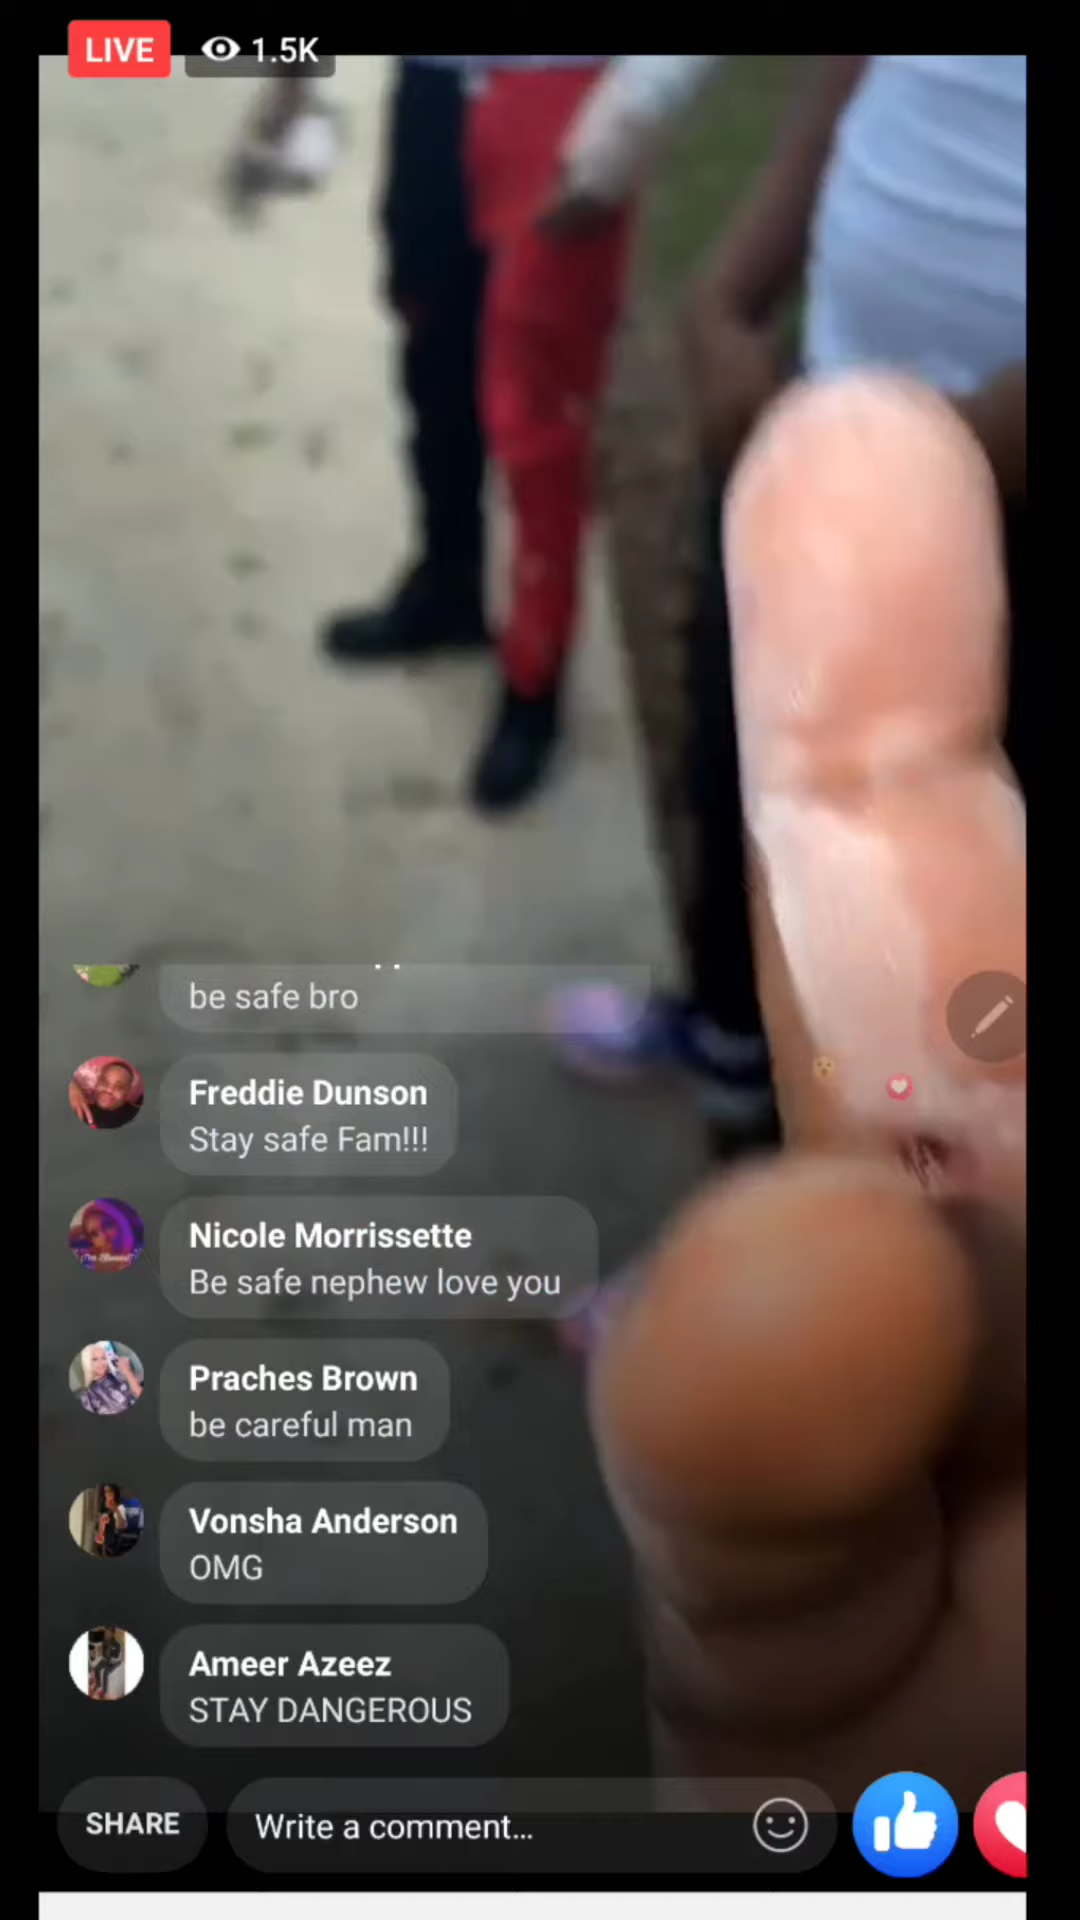 LIVE 1.5K
be safe bro
Freddie Dunson
Stay safe Fam!!!
Nicole Morrissette
Be safe nephew love you
Praches Brown
be careful man
Vonsha Anderson
OMG
Ameer Azeez
STAY DANGEROUS
SHARE Write a comment...